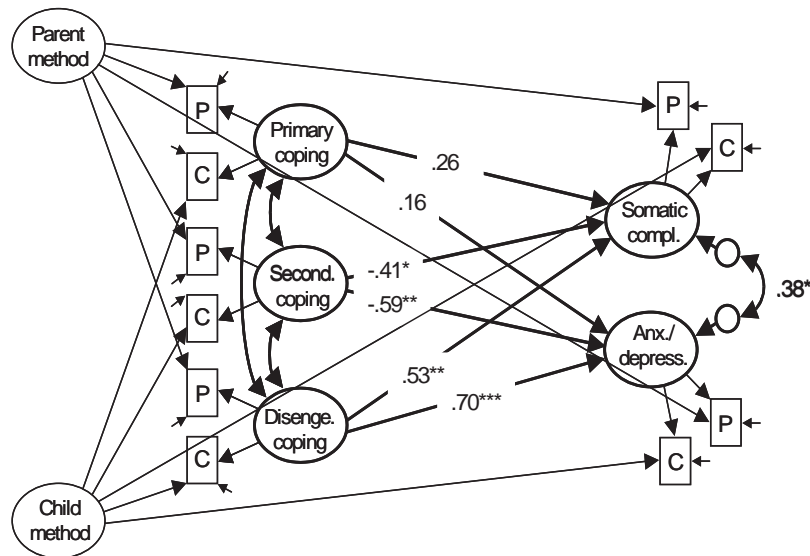 Parent
method
P
Primary
coping
C
P
Second.
coping
C
P
Disenge.
coping
C
Child
method
.26
.16
-.41*
-.59**
.53**
.70***
P
C
Somatic
compl.
.38*
Anx./
depress.
P
C